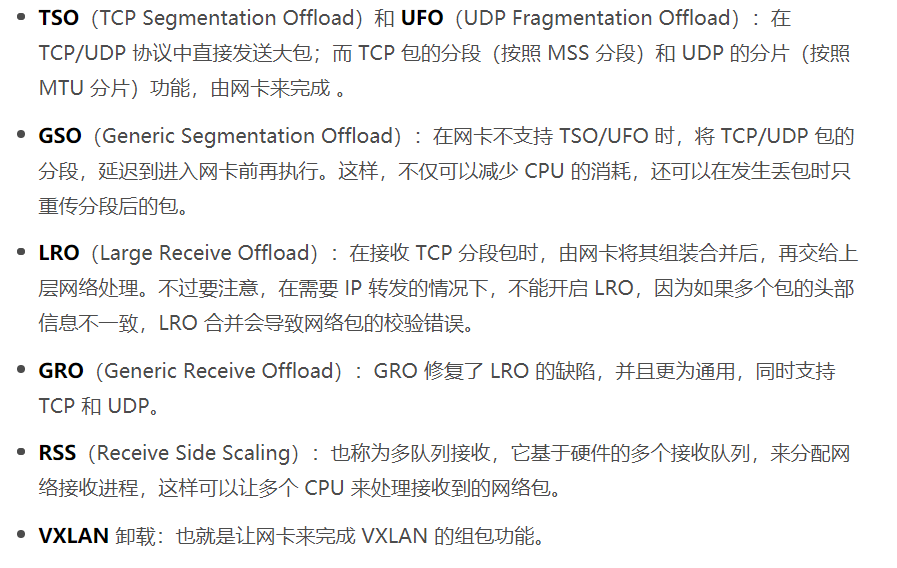 • TSO（TCP Segmentation Offload）和 UFO（UDP Fragmentation Offload）：在
TCP/UDP 协议中直接发送大包；而 TCP 包的分段（按照 MSS 分段）和 UDP 的分片（按照
MTU 分片）功能，由网卡来完成 。
• GSO（Generic Segmentation Offload）：在网卡不支持 TSO/UFO 时，将 TCP/UDP 包的
分段，延迟到进入网卡前再执行。这样，不仅可以减少 CPU 的消耗，还可以在发生丢包时只
重传分段后的包。
• LRO（Large Receive Offload）：在接收 TCP 分段包时，由网卡将其组装合并后，再交给上
层网络处理。不过要注意，在需要 IP 转发的情况下，不能开启 LRO，因为如果多个包的头部
信息不一致，LRO 合并会导致网络包的校验错误。
• GRO（Generic Receive Offload）：GRO 修复了 LRO 的缺陷，并且更为通用，同时支持
TCP 和 UDP。
• RSS（Receive Side Scaling）：也称为多队列接收，它基于硬件的多个接收队列，来分配网
络接收进程，这样可以让多个 CPU 来处理接收到的网络包。
• VXLAN 卸载：也就是让网卡来完成 VXLAN 的组包功能。